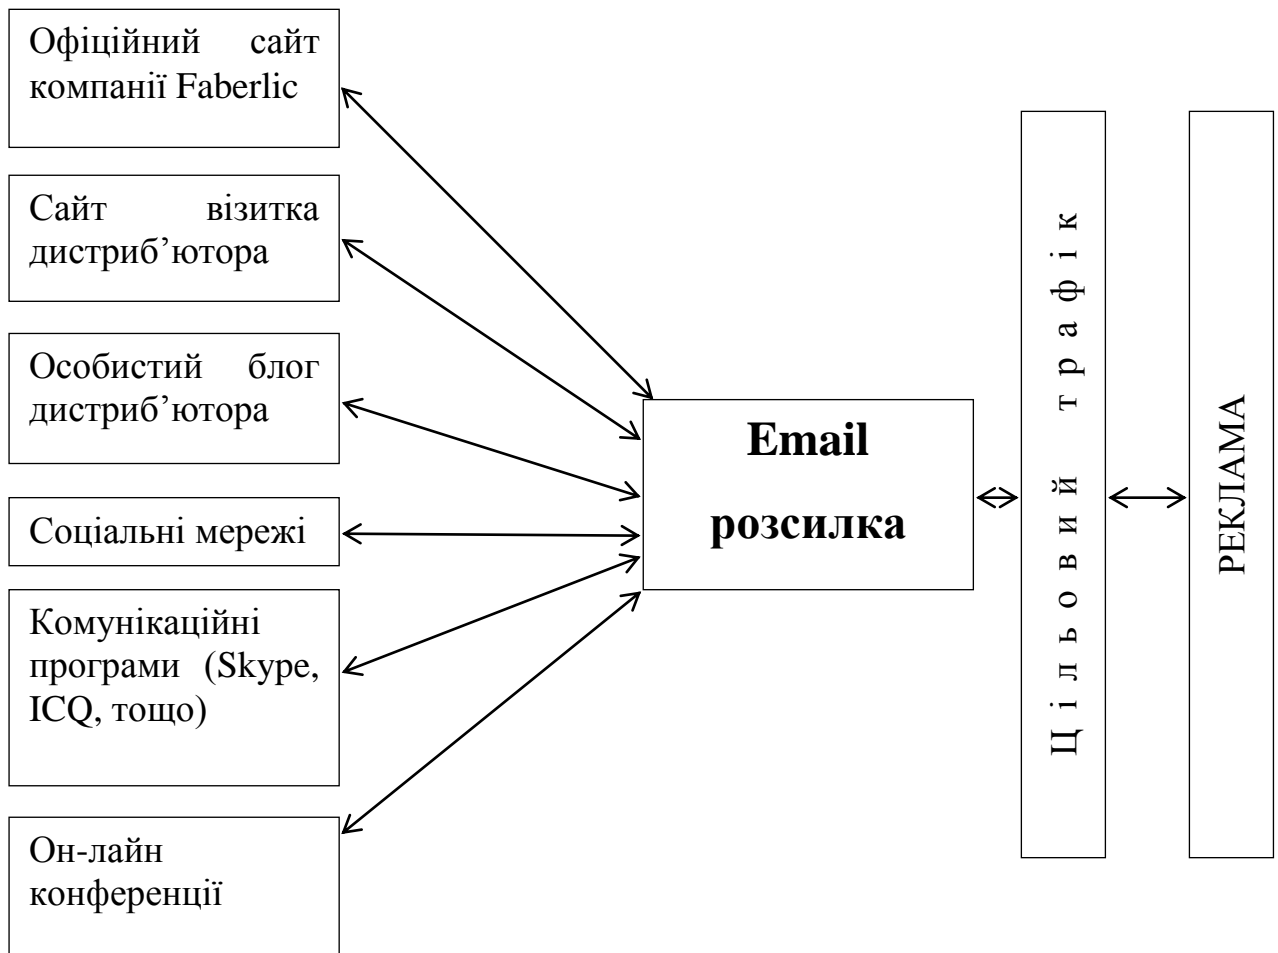 Офіційний сайт
компанії Faberlic
Сайт візитка
дистриб’ютора
Особистий блог
дистриб’ютора
Соціальні мережі
Комунікаційні
програми (Skype,
ICQ, тощо)
Он-лайн
конференції
Email
розсилка
Цільовий трафік
РЕКЛАМА